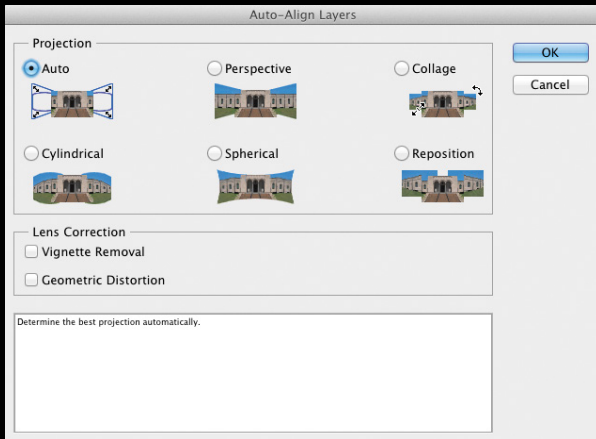 Auto-Align Layers
Projection
Auto
Perspective
Collage
Cylindrical
Spherical
Reposition
OK
Cancel
Lens Correction
Vignette Removal
Geometric Distortion
Determine the best projection automatically.